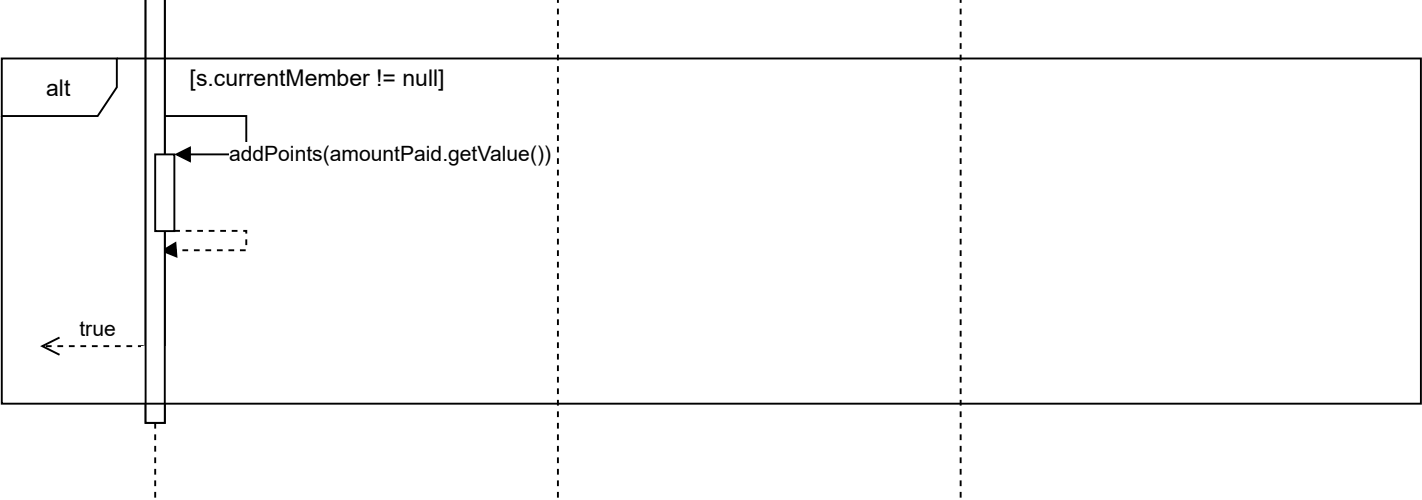 alt
[s.currentMember != null]
addPoints(amountPaid.getValue())
true